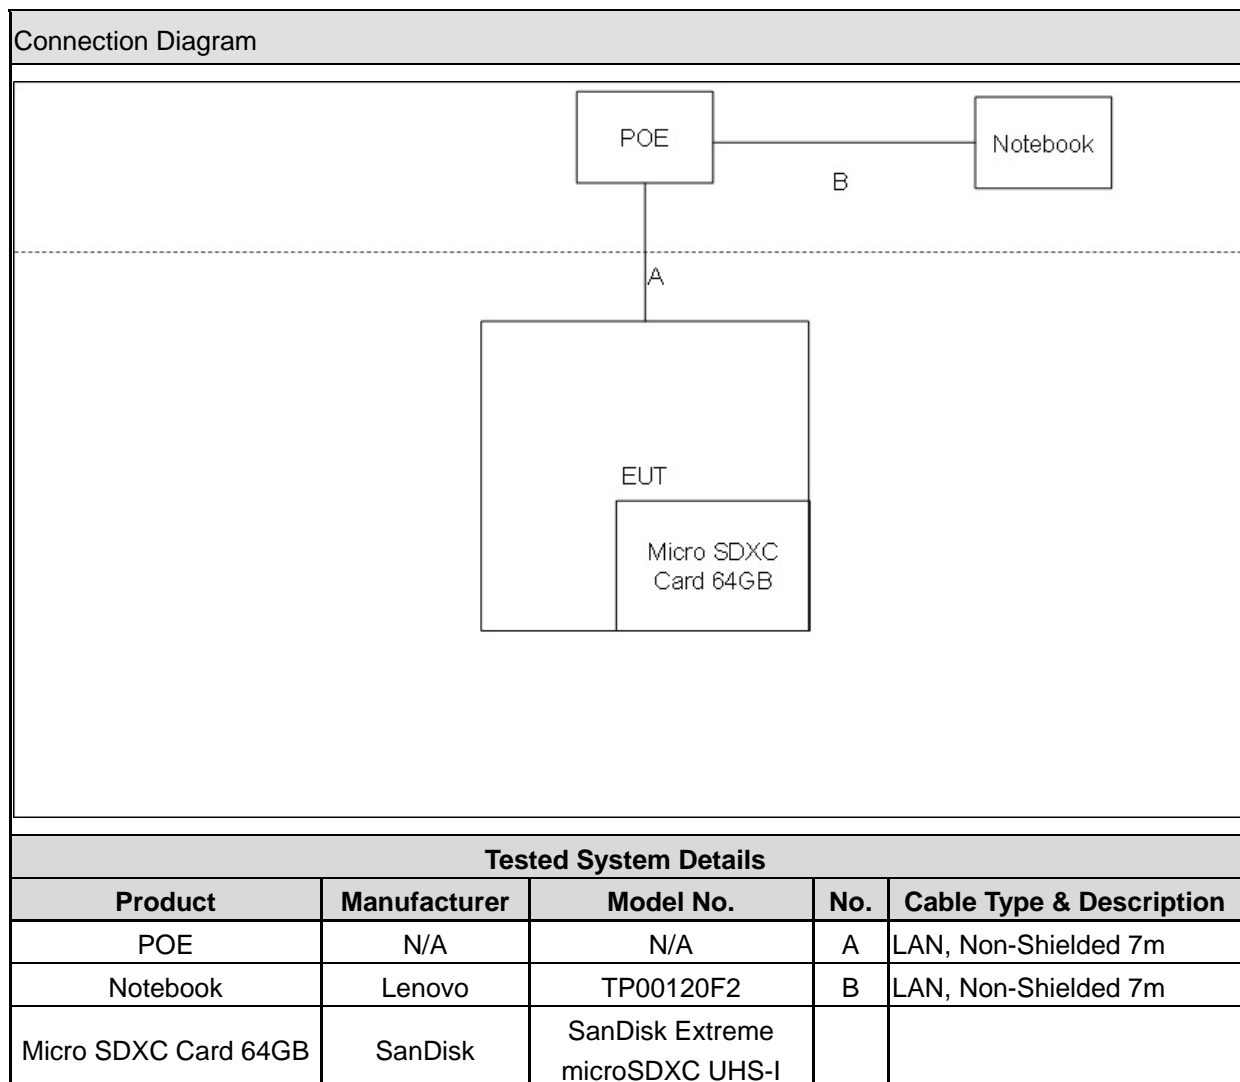 Connection Diagram
POE
Notebook
B
A
EUT
Micro SDXC
Card 64GB
Tested System Details
Product Manufacturer Model No. No. Cable Type & Description
POE N/A N/A A LAN, Non-Shielded 7m
Notebook Lenovo TP00120F2 B LAN, Non-Shielded 7m
Micro SDXC Card 64GB SanDisk SanDisk Extreme
microSDXC UHS-I